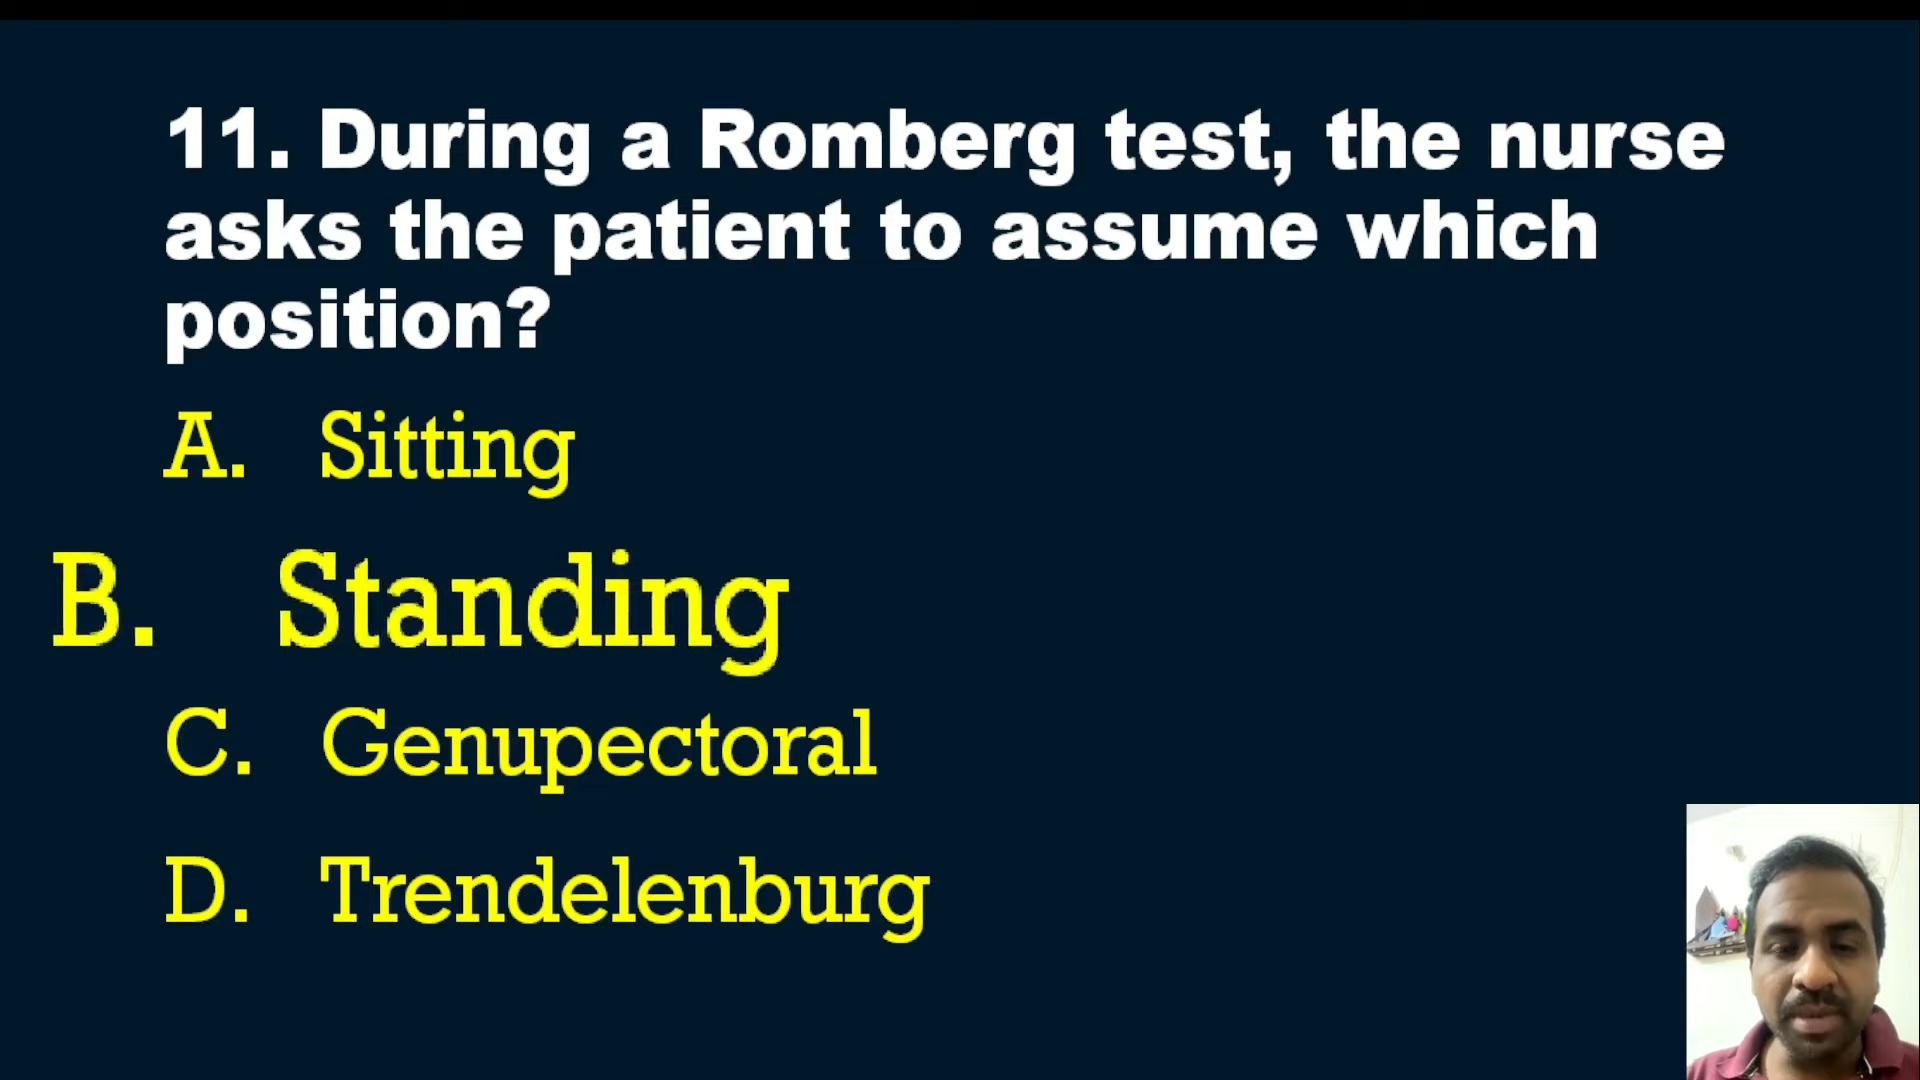 11. During a Romberg test, the nurse
asks the patient to assume which
position?
A. Sitting
B. Standing
C. Genupectoral
D. Trendelenburg